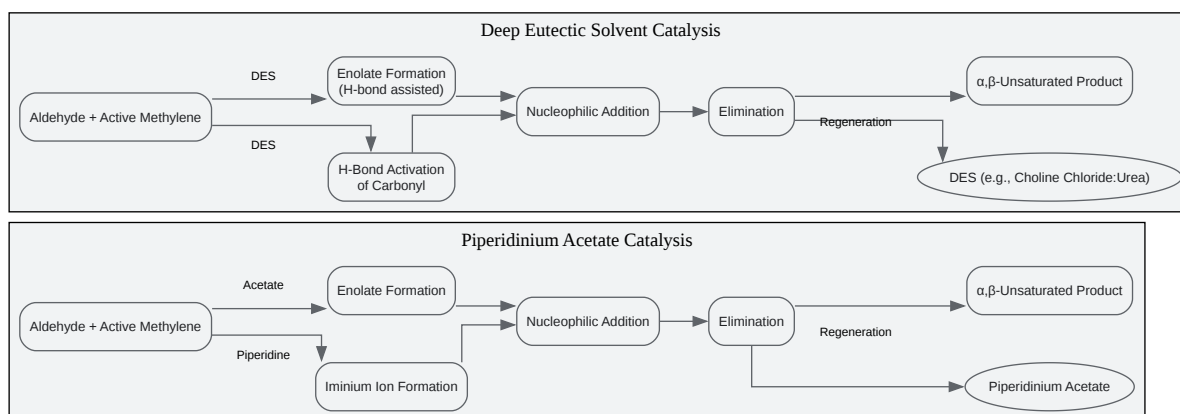 Deep Eutectic Solvent Catalysis
DES
Enolate Formation
(H-bond assisted)
α,β-Unsaturated Product
Aldehyde + Active Methylene
Nucleophilic Addition
Elimination
Regeneration
DES
H-Bond Activation
of Carbonyl
DES (e.g., Choline Chloride:Urea)
Piperidinium Acetate Catalysis
Acetate
Enolate Formation
α,β-Unsaturated Product
Aldehyde + Active Methylene
Nucleophilic Addition
Elimination
Regeneration
Piperidine
Iminium Ion Formation
Piperidinium Acetate